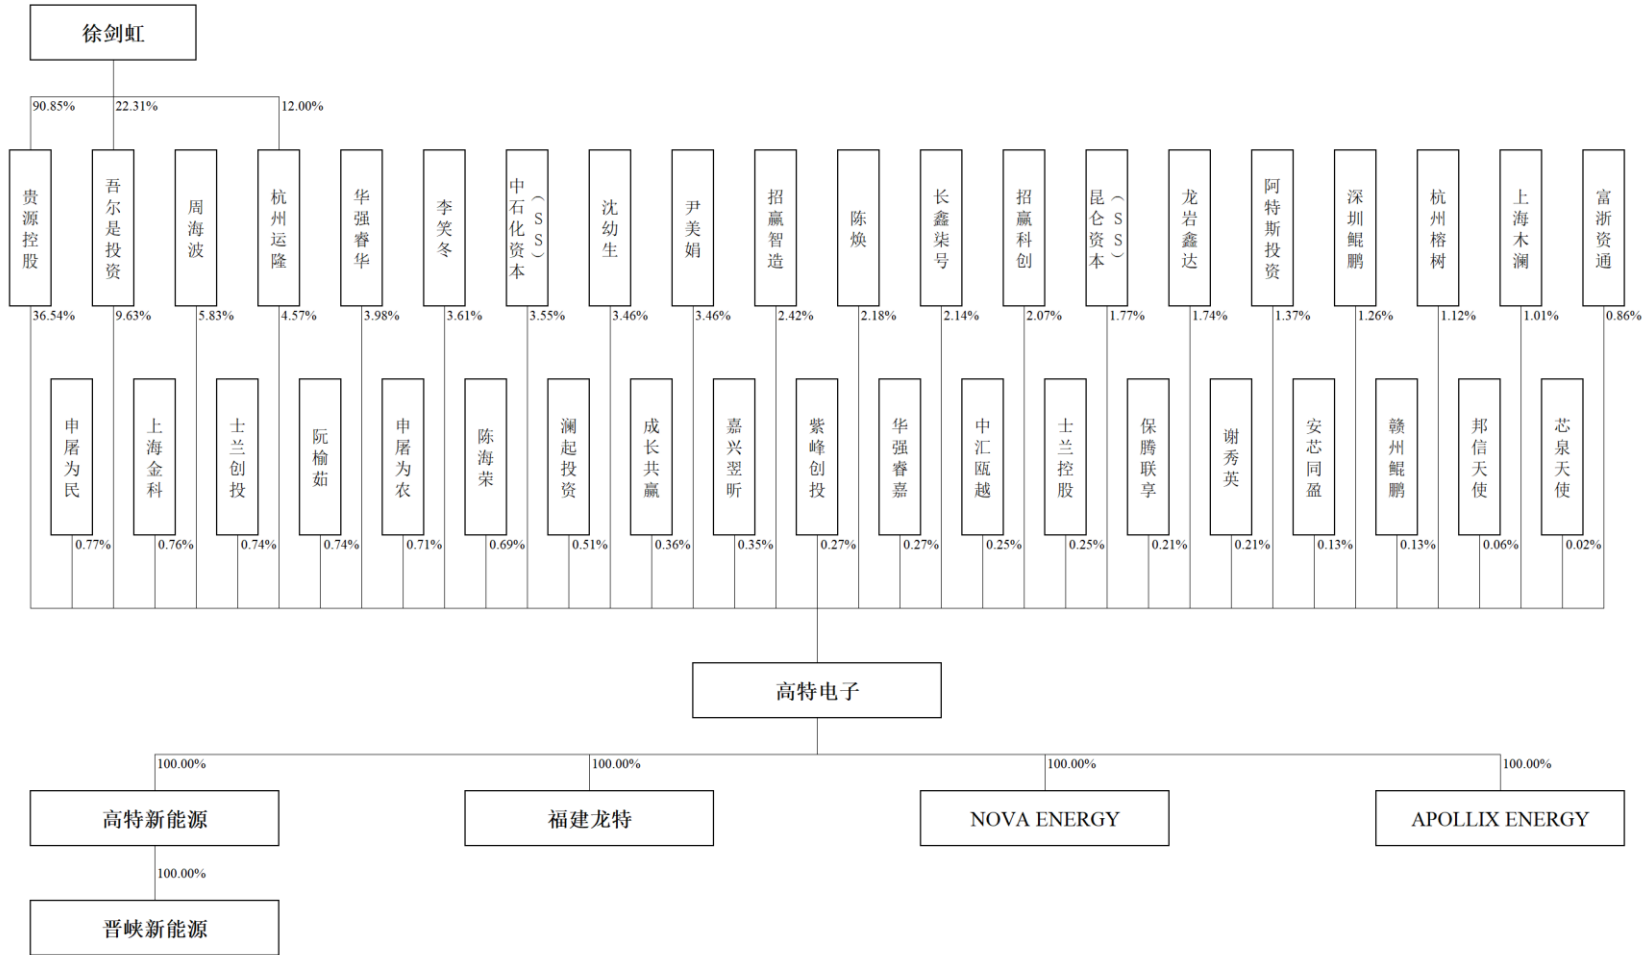 徐剑虹
90.85%
22.31%
12.00%
贵源控股
吾尔是投资
周海波
杭州运隆
华强睿华
李笑冬
中石化资本（SS）
沈幼生
尹美娟
招赢智造
陈焕
长鑫柒号
招赢科创
昆仑资本（SS）
龙岩鑫达
阿特斯投资
深圳鲲鹏
杭州榕树
上海木澜
富浙资通
36.54%
9.63%
5.83%
4.57%
3.98%
3.61%
3.55%
3.46%
3.46%
2.42%
2.18%
2.14%
2.07%
1.77%
1.74%
1.37%
1.26%
1.12%
1.01%
0.86%
申屠为民
上海金科
士兰创投
阮榆茹
申屠为农
陈海荣
澜起投资
成长共赢
嘉兴翌昕
紫峰创投
华强睿嘉
中汇瓯越
士兰控股
保腾联享
谢秀英
安芯同盈
赣州鲲鹏
邦信天使
芯泉天使
0.77%
0.76%
0.74%
0.74%
0.71%
0.69%
0.51%
0.36%
0.35%
0.27%
0.27%
0.25%
0.25%
0.21%
0.21%
0.13%
0.13%
0.06%
0.02%
高特电子
100.00%
100.00%
100.00%
100.00%
高特新能源
福建龙特
NOVA ENERGY
APOLLIX ENERGY
100.00%
晋峡新能源